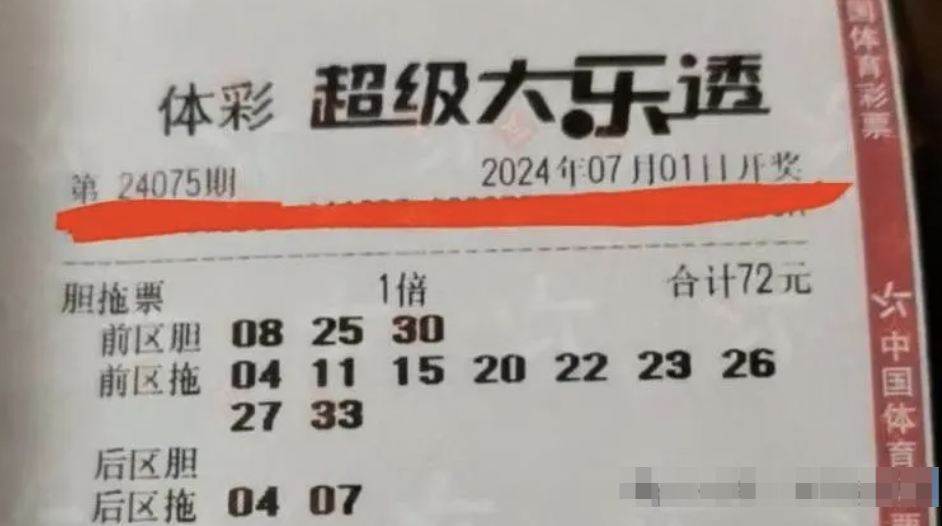 体彩 超级大乐透
第 24075期 2024年07月01日开奖
胆拖票 1倍 合计72元
前区胆 08 25 30
前区拖 04 11 15 20 22 23 26
27 33
后区胆
后区拖 04 07
国体育彩票
中国体育